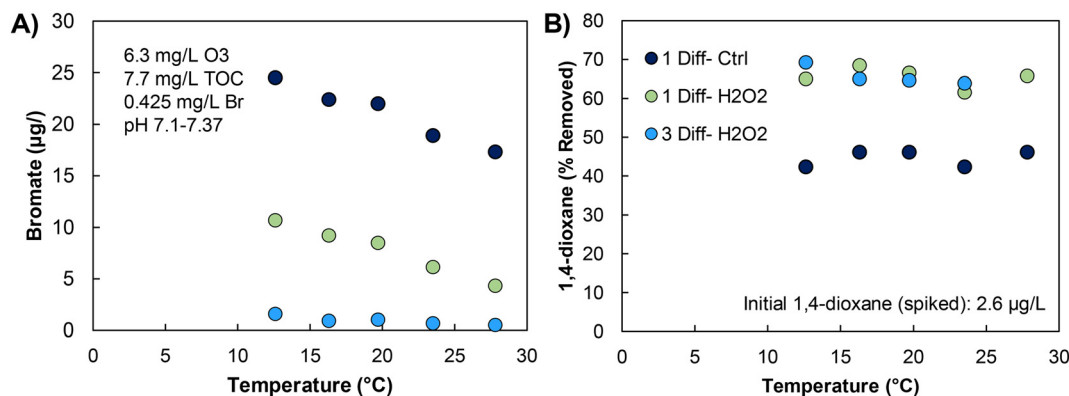 A)
30
25
20
15
10
5
0
Bromate (µg/)
6.3 mg/L O3
7.7 mg/L TOC
0.425 mg/L Br
pH 7.1-7.37
0 5 10 15 20 25 30
Temperature (°C)
B)
80
70
60
50
40
30
20
10
0
1,4-dioxane (% Removed)
1 Diff- Ctrl
1 Diff- H2O2
3 Diff- H2O2
Initial 1,4-dioxane (spiked): 2.6 µg/L
0 5 10 15 20 25 30
Temperature (°C)